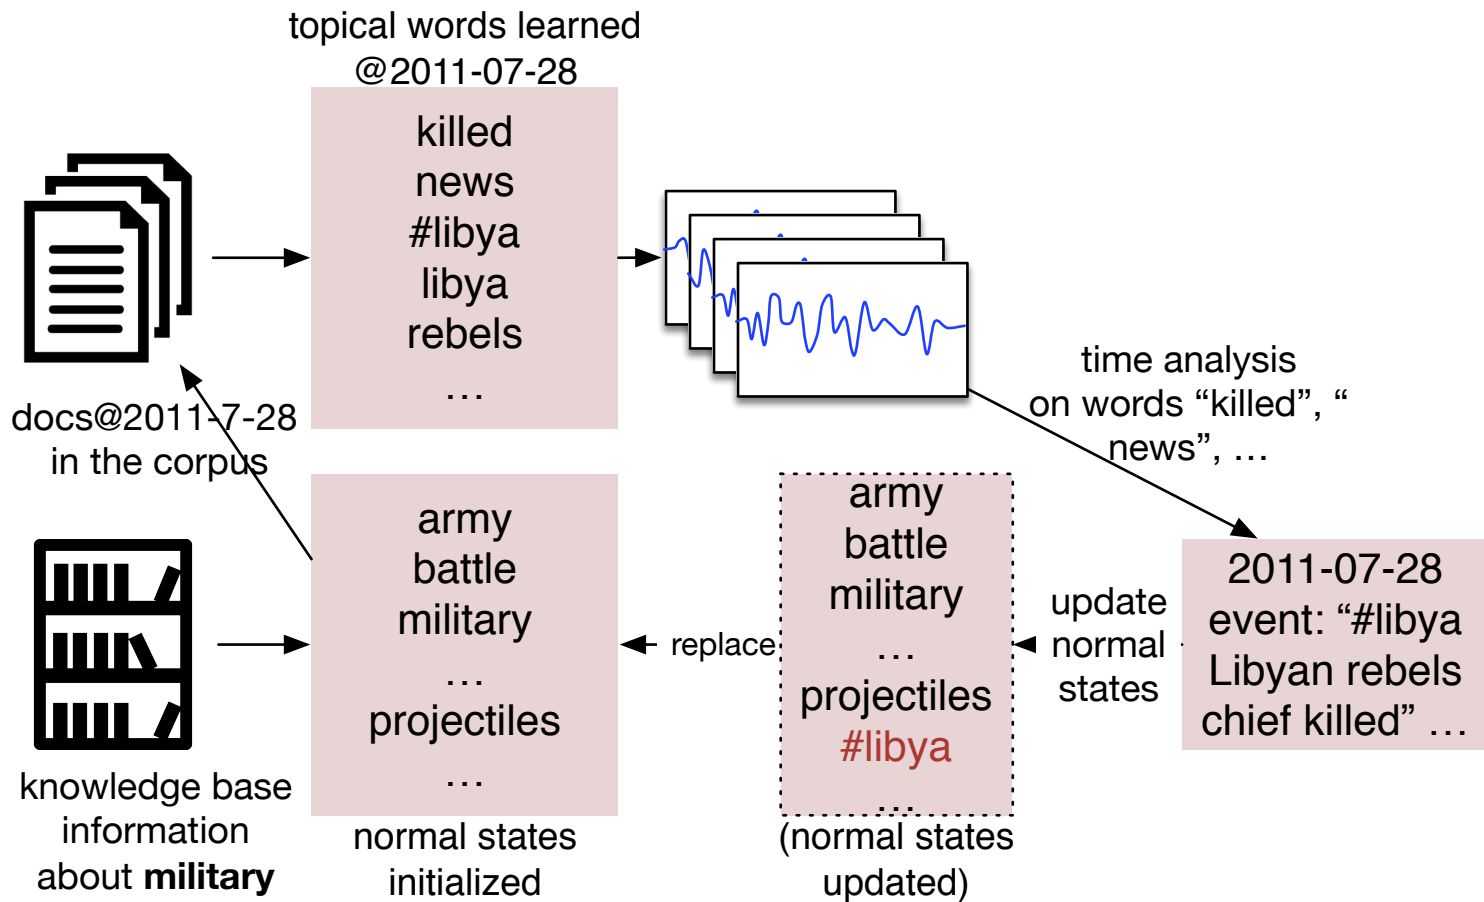 topical words learned
@2011-07-28
killed
news
#libya
libya
rebels
...
docs@2011-7-28
in the corpus
time analysis
on words “killed”, “
news”, ...
army
battle
military
...
projectiles
...
normal states
initialized
knowledge base
information
about military
replace
army
battle
military
...
projectiles
#libya
...
(normal states
updated)
update
normal
states
2011-07-28
event: “#libya
Libyan rebels
chief killed” ...